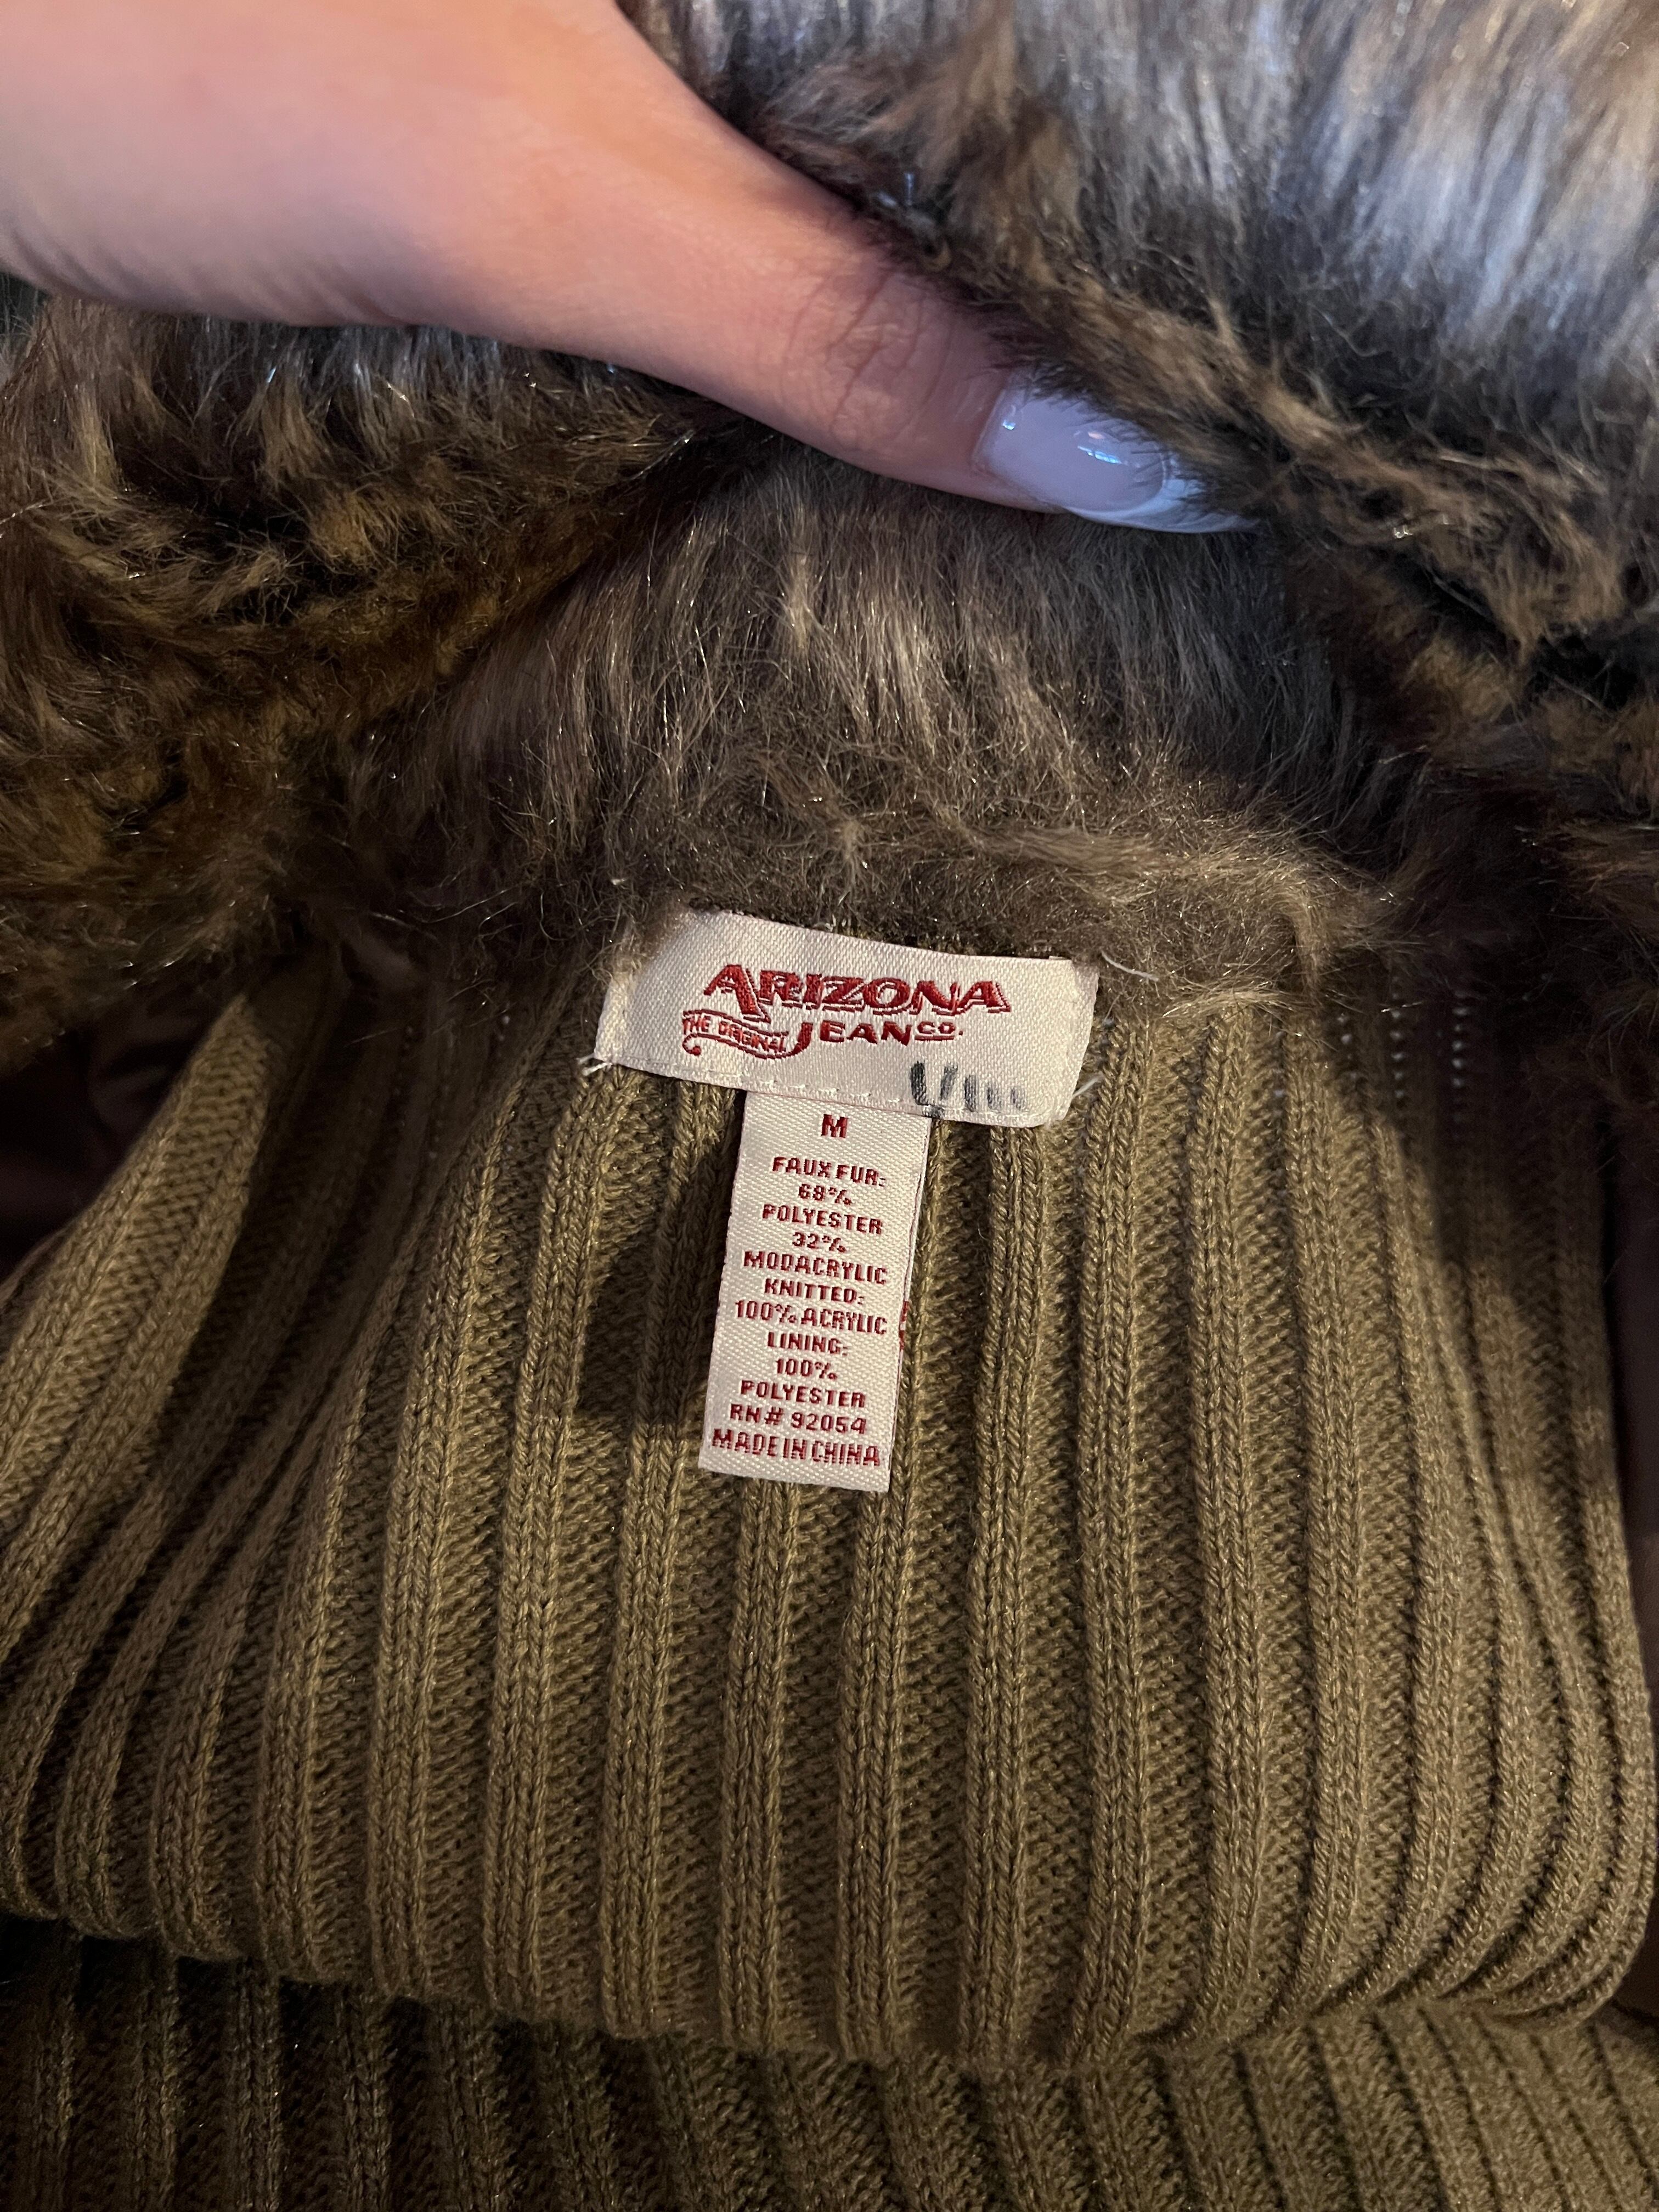 ARIZONA
THE ORIGINAL JEAN CO.
M
FAUX FUR:
68%
POLYESTER
32%
MODACRYLIC
KNITTED:
100% ACRYLIC
LINING:
100%
POLYESTER
RN# 92054
MADE IN CHINA